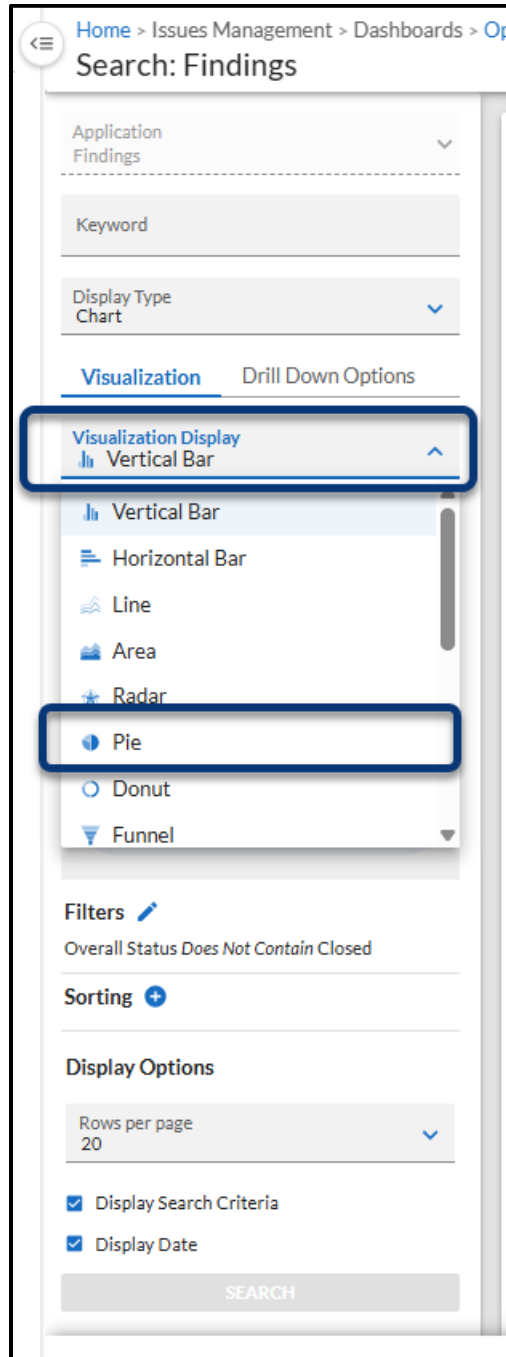 Home > Issues Management > Dashboards > Op
Search: Findings
Application
Findings
Keyword
Display Type
Chart
Visualization Drill Down Options
Visualization Display
Vertical Bar
Vertical Bar
Horizontal Bar
Line
Area
Radar
Pie
Donut
Funnel
Filters
Overall Status Does Not Contain Closed
Sorting
Display Options
Rows per page
20
Display Search Criteria
Display Date
SEARCH